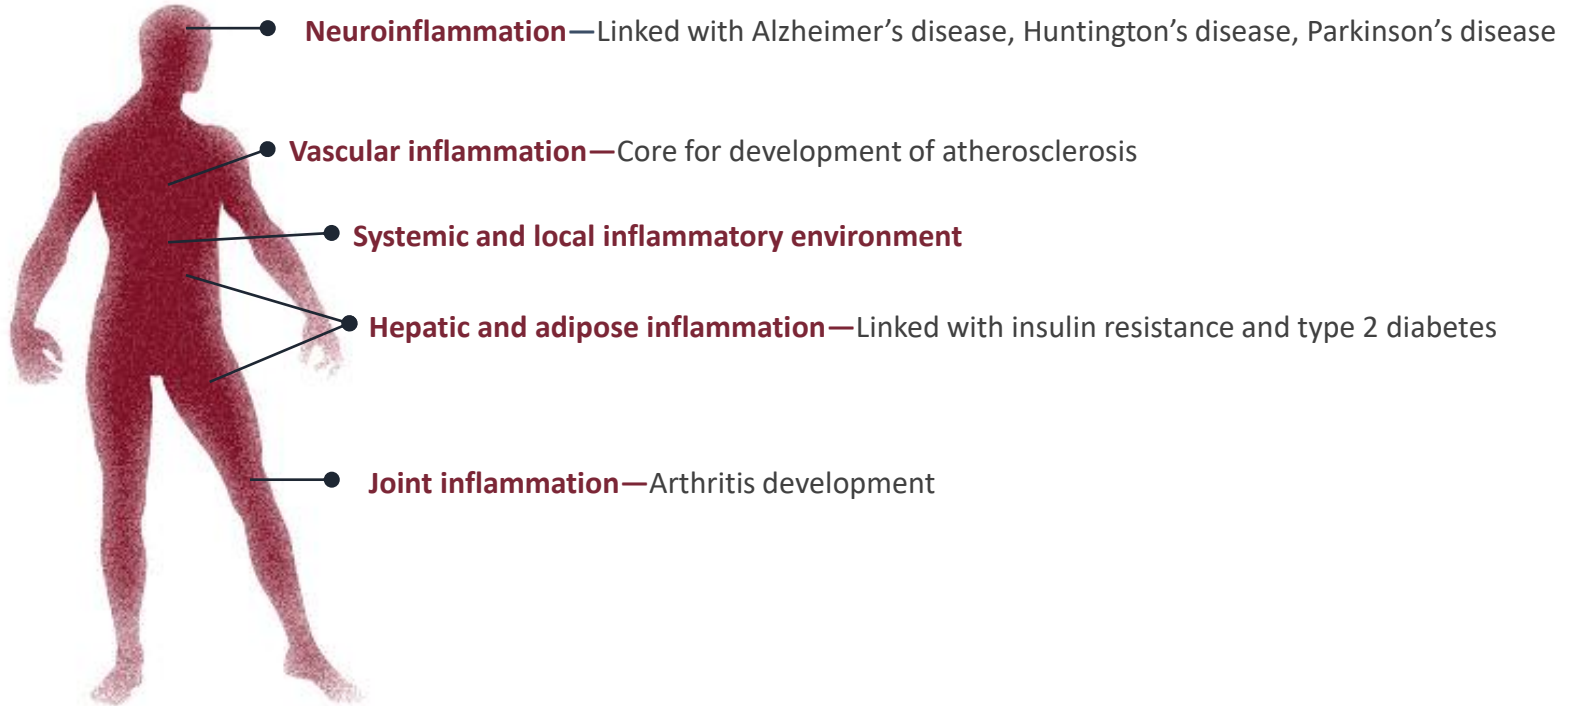 Neuroinflammation—Linked with Alzheimer’s disease, Huntington’s disease, Parkinson’s disease
Vascular inflammation—Core for development of atherosclerosis
Systemic and local inflammatory environment
Hepatic and adipose inflammation—Linked with insulin resistance and type 2 diabetes
Joint inflammation—Arthritis development